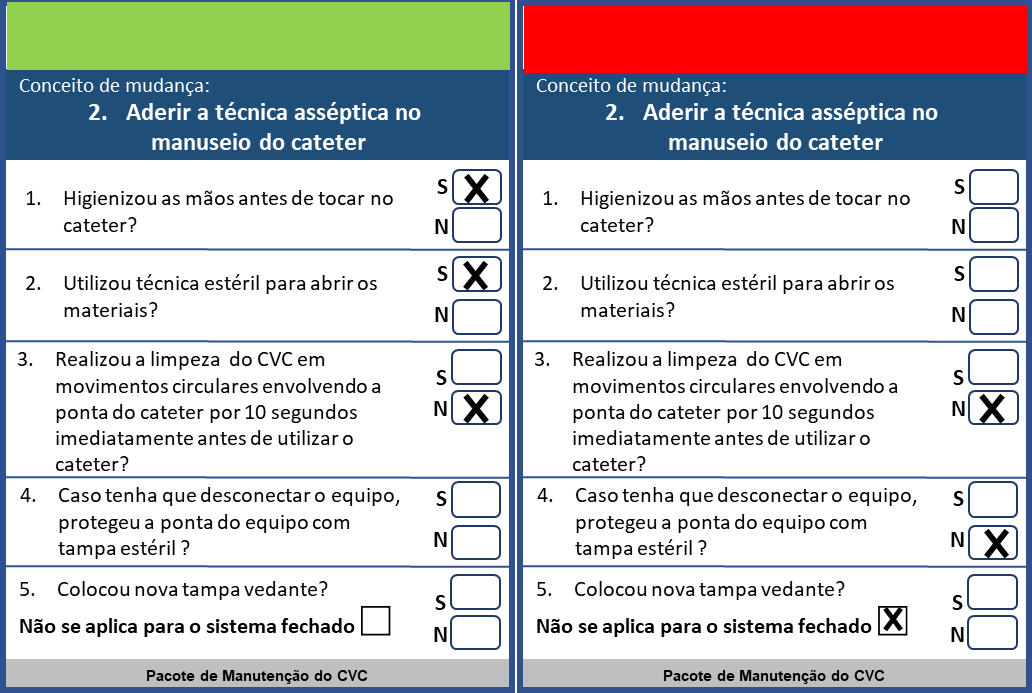 Conceito de mudança:
2. Aderir a técnica asséptica no
manuseio do cateter
1. Higienizou as mãos antes de tocar no
cateter?
S X
N
2. Utilizou técnica estéril para abrir os
materiais?
S X
N
3. Realizou a limpeza do CVC em
movimentos circulares envolvendo a
ponta do cateter por 10 segundos
imediatamente antes de utilizar o
cateter?
S
N X
4. Caso tenha que desconectar o equipo,
protegeu a ponta do equipo com
tampa estéril ?
S
N
5. Colocou nova tampa vedante?
Não se aplica para o sistema fechado
S
N
Pacote de Manutenção do CVC
Conceito de mudança:
2. Aderir a técnica asséptica no
manuseio do cateter
1. Higienizou as mãos antes de tocar no
cateter?
S
N
2. Utilizou técnica estéril para abrir os
materiais?
S
N
3. Realizou a limpeza do CVC em
movimentos circulares envolvendo a
ponta do cateter por 10 segundos
imediatamente antes de utilizar o
cateter?
S
N X
4. Caso tenha que desconectar o equipo,
protegeu a ponta do equipo com
tampa estéril ?
S
N X
5. Colocou nova tampa vedante?
Não se aplica para o sistema fechado X
S
N
Pacote de Manutenção do CVC